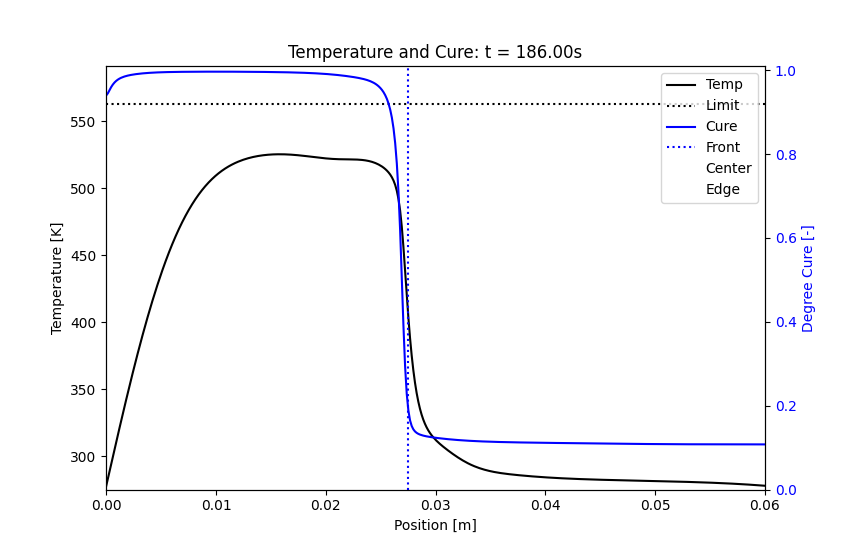 Temperature and Cure: t = 186.00s
Temp
Limit
Cure
Front
Center
Edge
Temperature [K]
550
500
450
400
350
300
1.0
0.8
0.6
0.4
0.2
0.0
Degree Cure [-]
0.00 0.01 0.02 0.03 0.04 0.05 0.06
Position [m]